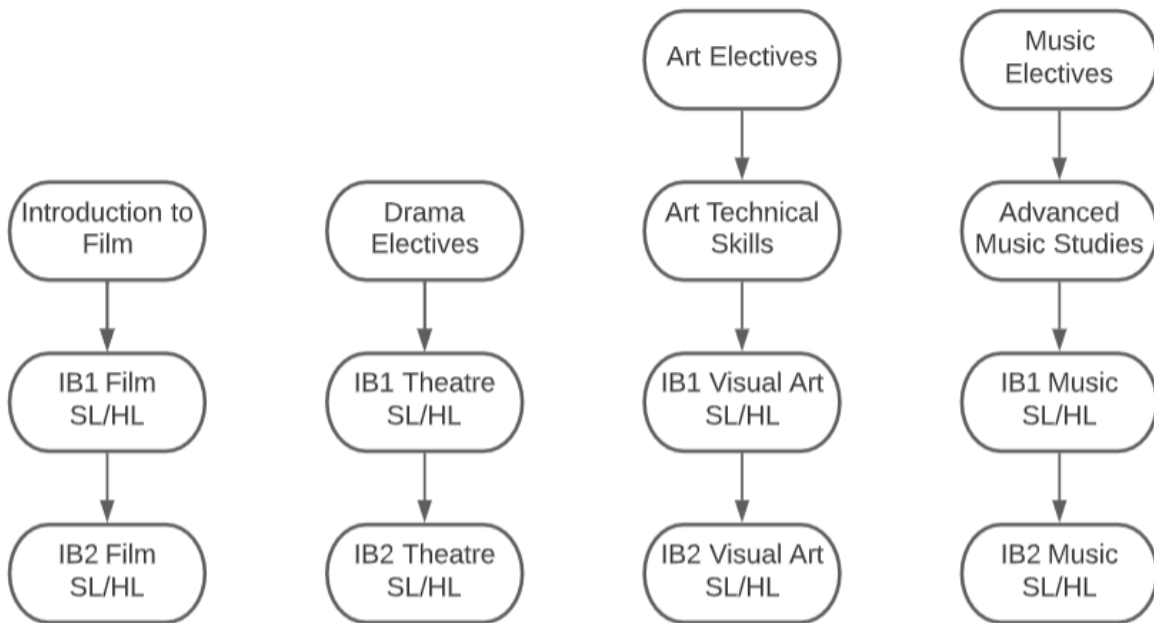 Art Electives
Music
Electives
Introduction to
Film
Drama
Electives
Art Technical
Skills
Advanced
Music Studies
IB1 Film
SL/HL
IB1 Theatre
SL/HL
IB1 Visual Art
SL/HL
IB1 Music
SL/HL
IB2 Film
SL/HL
IB2 Theatre
SL/HL
IB2 Visual Art
SL/HL
IB2 Music
SL/HL